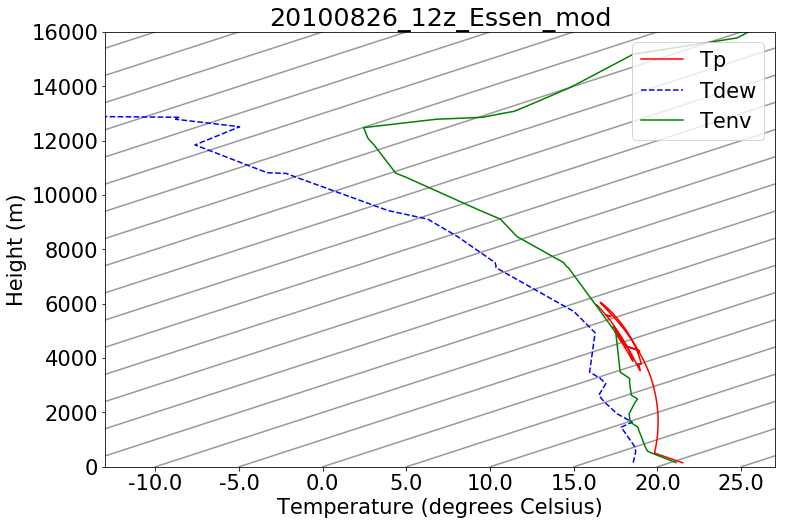 20100826_12z_Essen_mod
Tp
Tdew
Tenv
16000
14000
12000
10000
8000
6000
4000
2000
0
Height (m)
-10.0 -5.0 0.0 5.0 10.0 15.0 20.0 25.0
Temperature (degrees Celsius)